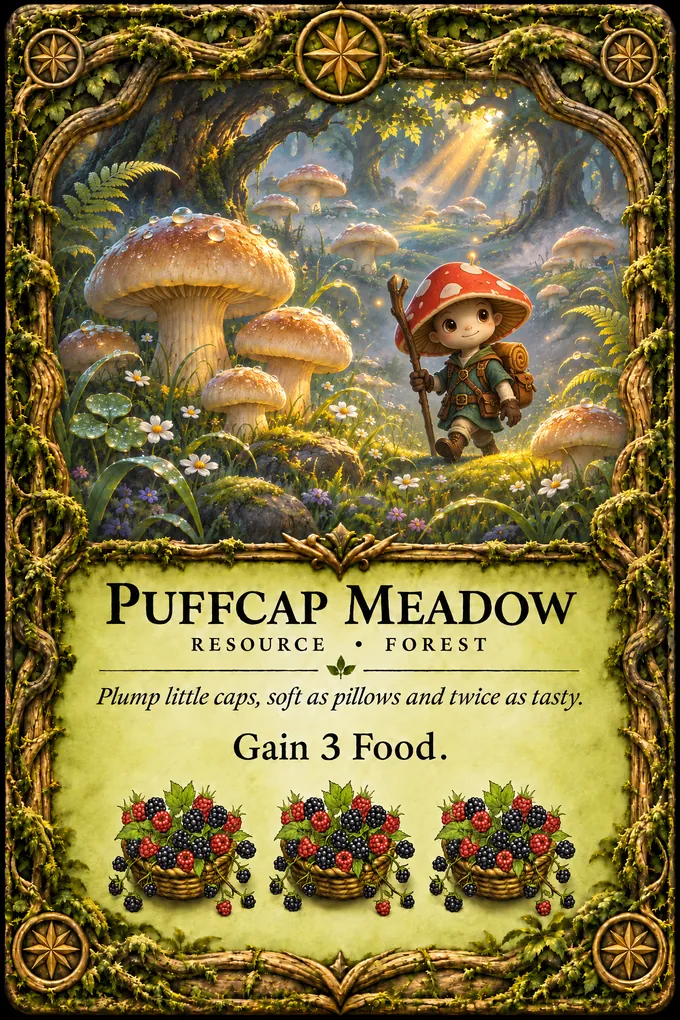 Puffcap Meadow
RESOURCE • FOREST
Plump little caps, soft as pillows and twice as tasty.
Gain 3 Food.